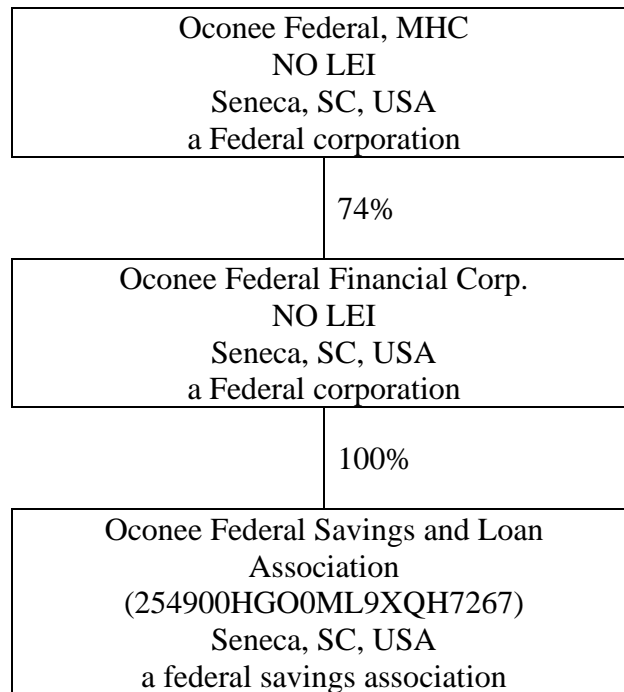 Oconee Federal, MHC
NO LEI
Seneca, SC, USA
a Federal corporation
74%
Oconee Federal Financial Corp.
NO LEI
Seneca, SC, USA
a Federal corporation
100%
Oconee Federal Savings and Loan
Association
(254900HGO0ML9XQH7267)
Seneca, SC, USA
a federal savings association